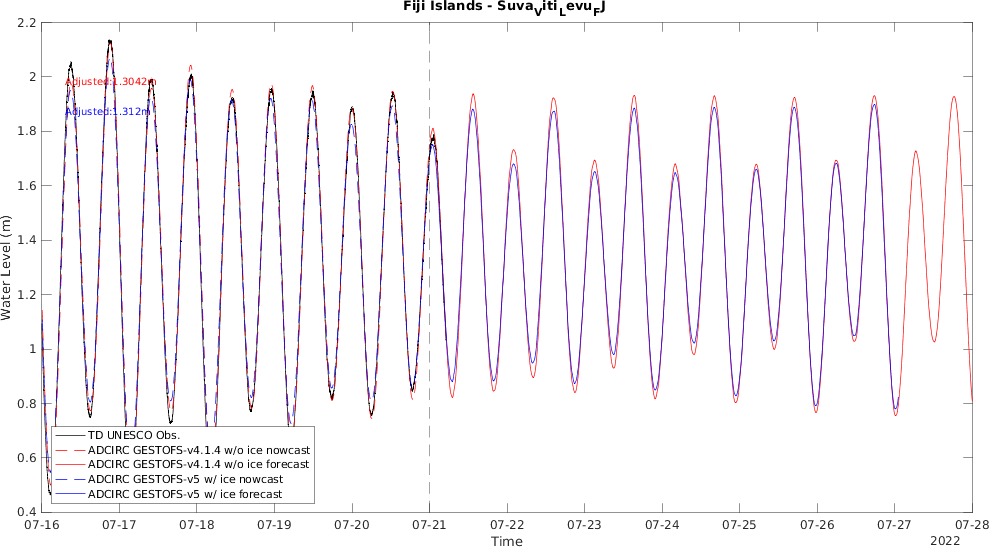 Fiji Islands - Suva_Viti_Levu_FJ
2.2
2
1.8
1.6
1.4
1.2
1
0.8
0.6
0.4
Water Level (m)
Adjusted:1.3042m
Adjusted:1.312m
TD UNESCO Obs.
ADCIRC GESTOFS-v4.1.4 w/o ice nowcast
ADCIRC GESTOFS-v4.1.4 w/o ice forecast
ADCIRC GESTOFS-v5 w/ ice nowcast
ADCIRC GESTOFS-v5 w/ ice forecast
07-16 07-17 07-18 07-19 07-20 07-21 07-22 07-23 07-24 07-25 07-26 07-27 07-28
Time
2022